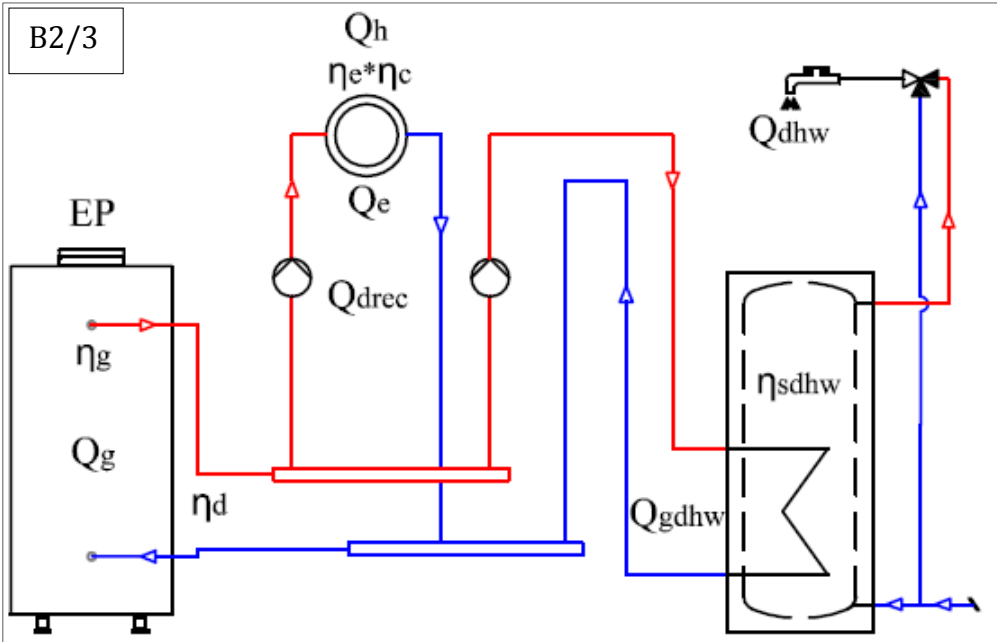 B2/3
Qh
ηe*ηc
Qe
EP
Qdrec
Qdhw
ηg
Qg
ηd
ηsdhw
Qgdhw